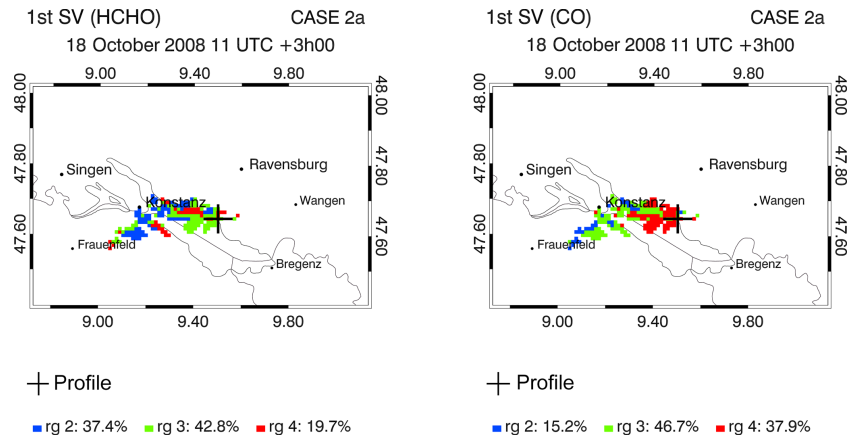 1st SV (HCHO) CASE 2a
18 October 2008 11 UTC +3h00
9.00 9.40 9.80
48.00 48.00
47.80 47.80
47.60 47.60
Singen
Ravensburg
Konstanz
Wangen
Frauenfeld
Bregenz
9.00 9.40 9.80
Profile
rg 2: 37.4% rg 3: 42.8% rg 4: 19.7%
1st SV (CO) CASE 2a
18 October 2008 11 UTC +3h00
9.00 9.40 9.80
48.00 48.00
47.80 47.80
47.60 47.60
Singen
Ravensburg
Konstanz
Wangen
Frauenfeld
Bregenz
9.00 9.40 9.80
Profile
rg 2: 15.2% rg 3: 46.7% rg 4: 37.9%